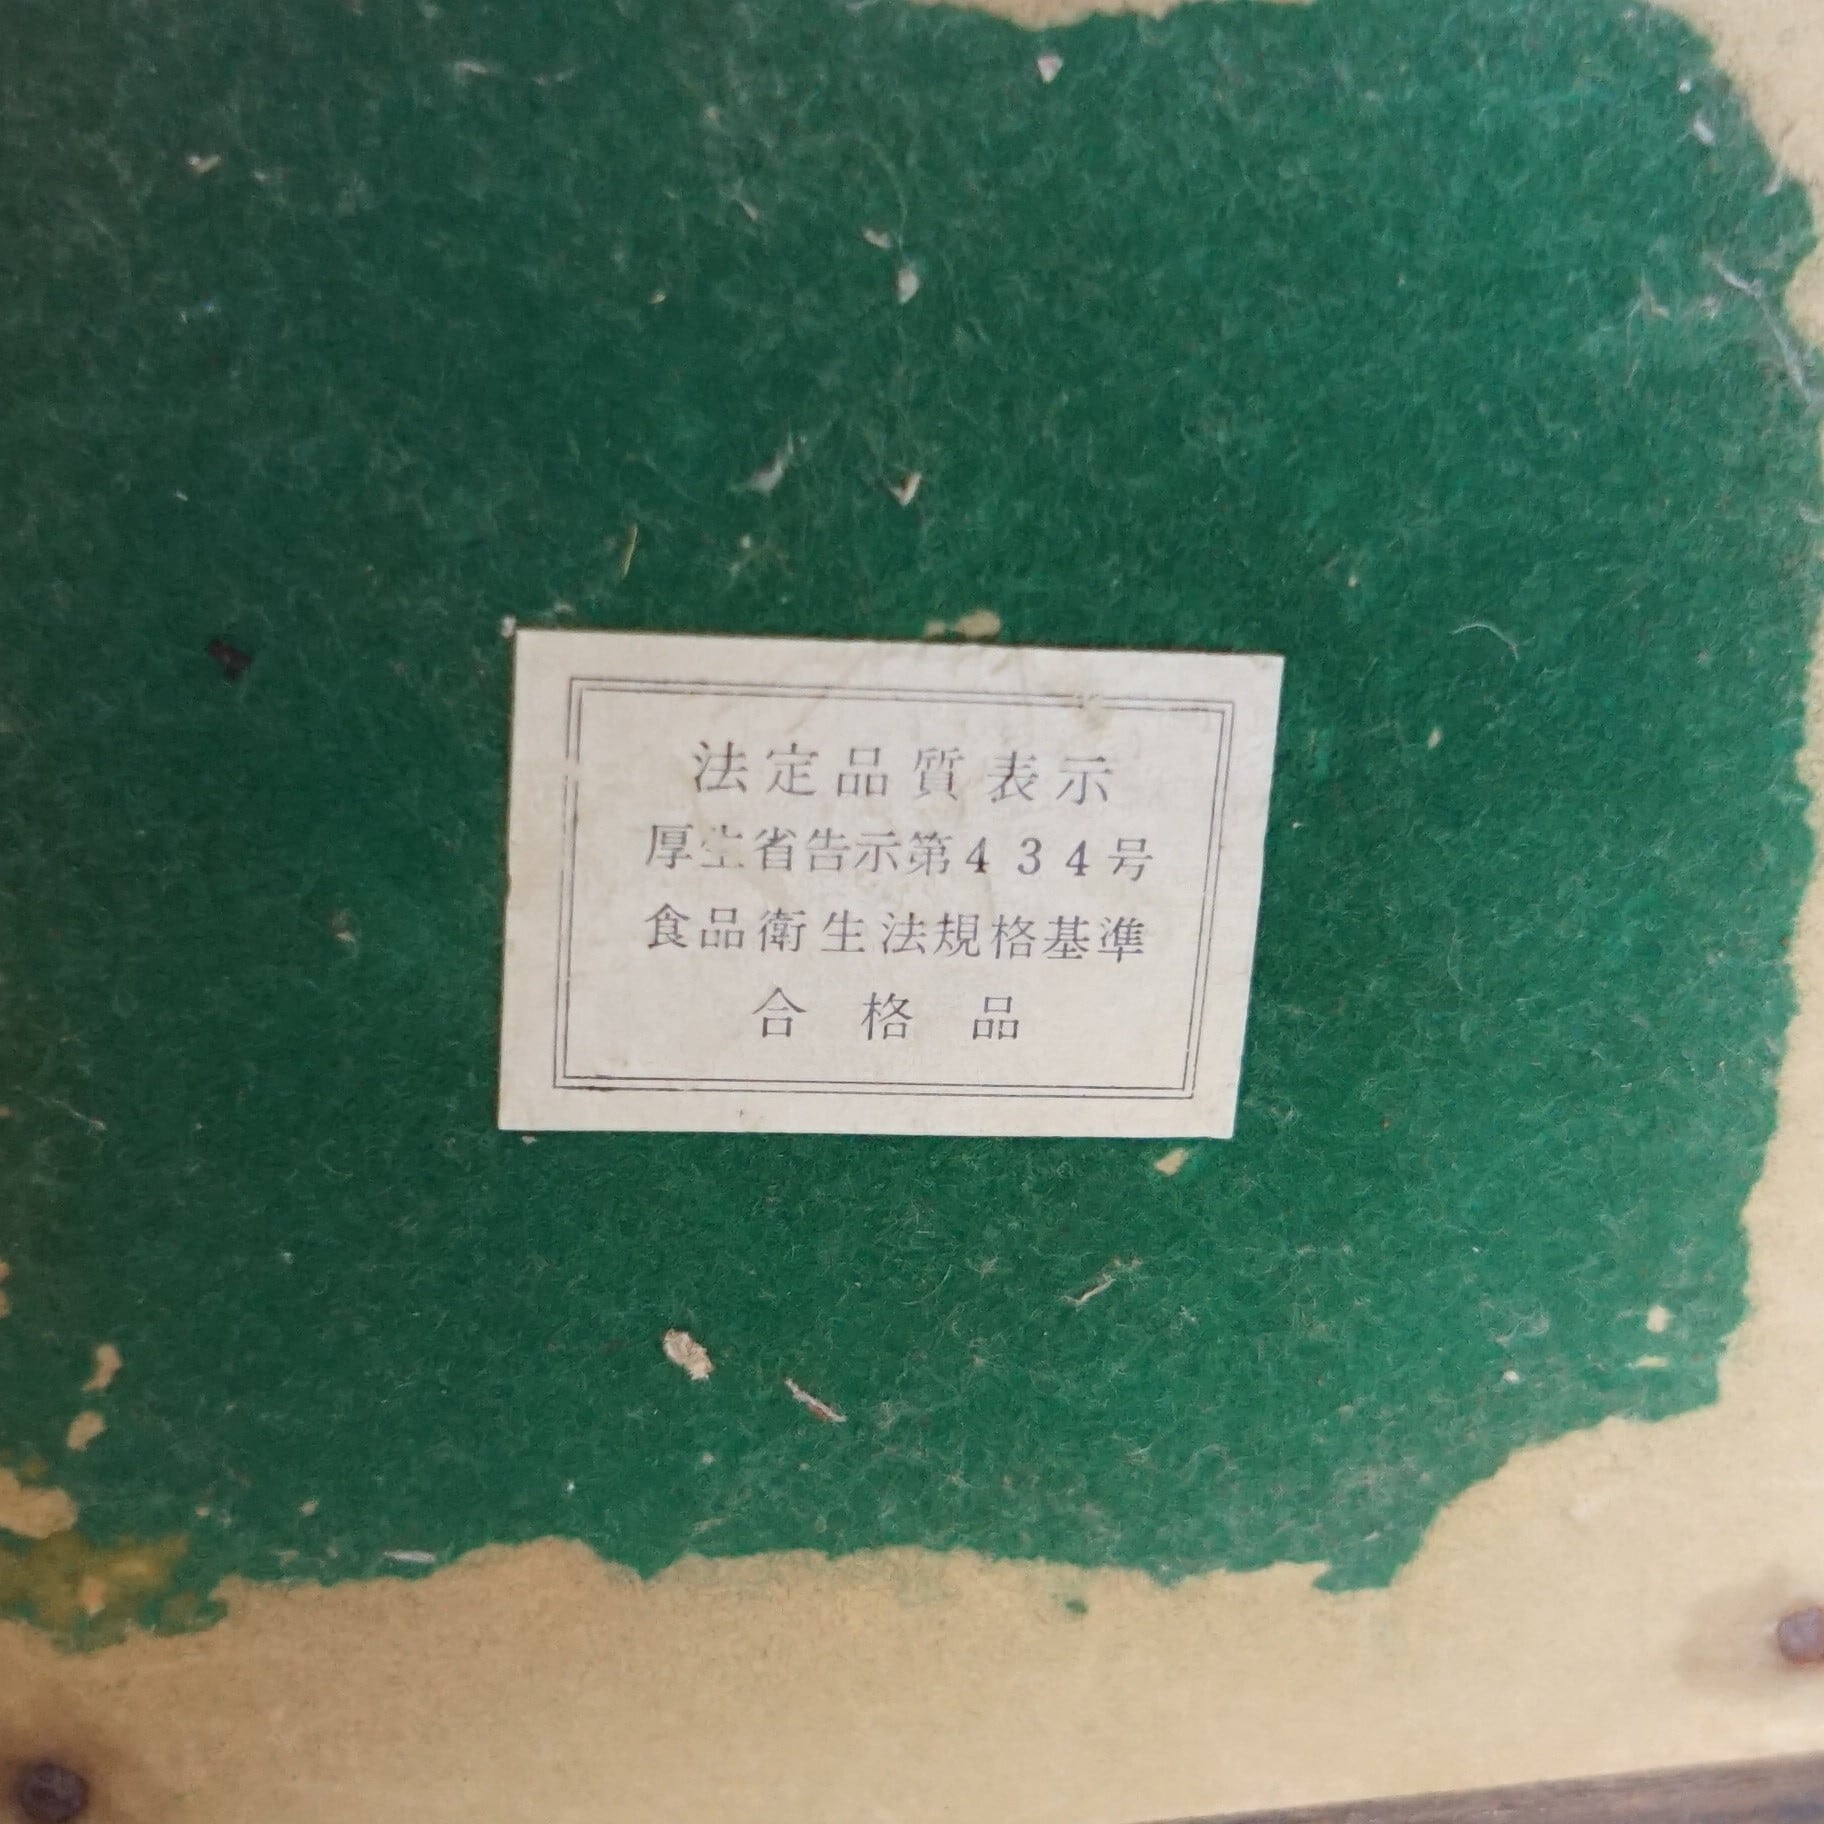 法定品質表示
厚生省告示第434号
食品衛生法規格基準
合格品